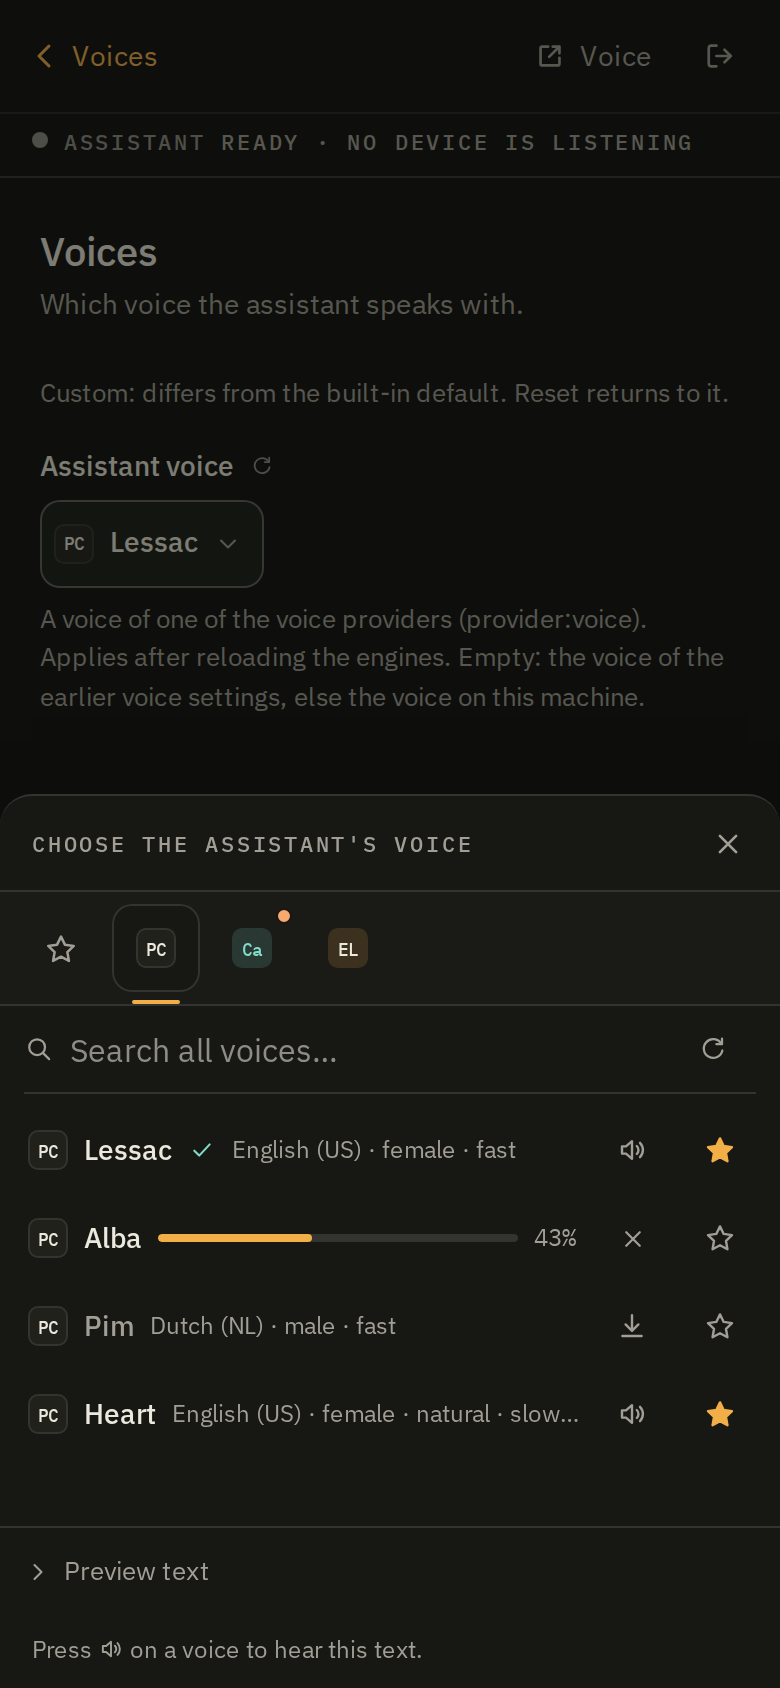 Voices
Voice
ASSISTANT READY · NO DEVICE IS LISTENING
Voices
Which voice the assistant speaks with.
Custom: differs from the built-in default. Reset returns to it.
Assistant voice
PC Lessac
A voice of one of the voice providers (provider:voice).
Applies after reloading the engines. Empty: the voice of the
earlier voice settings, else the voice on this machine.
CHOOSE THE ASSISTANT'S VOICE
PC Ca EL
Search all voices...
PC Lessac English (US) · female · fast
PC Alba 43%
PC Pim Dutch (NL) · male · fast
PC Heart English (US) · female · natural · slow...
Preview text
Press on a voice to hear this text.